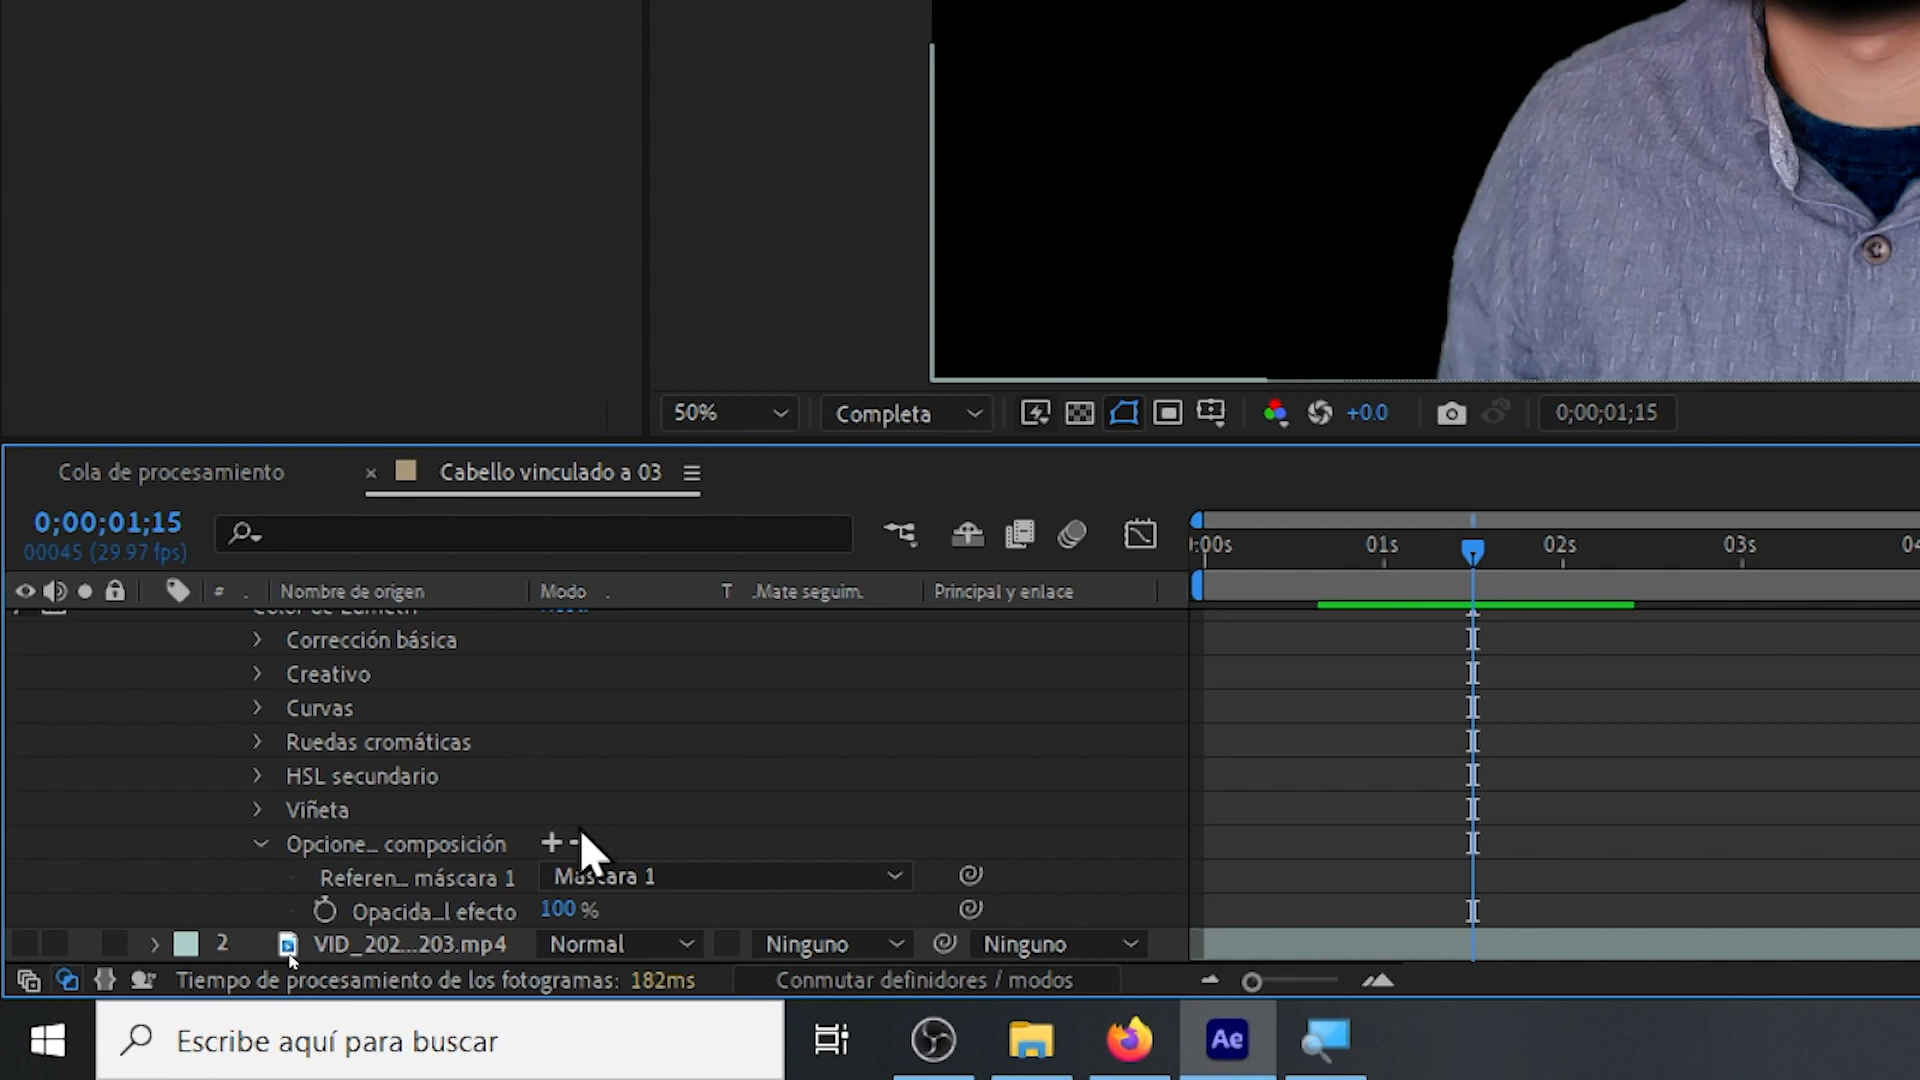 50%
Completa
+0.0
0;00;01;15
Cola de procesamiento
× Cabello vinculado a 03
0;00;01;15
00045 (29.97 fps)
:00s 01s 02s 03s
# . Nombre de origen Modo . T .Mate seguim. Principal y enlace
Corrección básica
Creativo
Curvas
Ruedas cromáticas
HSL secundario
Viñeta
Opcione... composición + -
Referen... máscara 1 Máscara 1
Opacida...l efecto 100 %
2 VID_202...203.mp4 Normal Ninguno Ninguno
Tiempo de procesamiento de los fotogramas: 182ms Conmutar definidores / modos
Escribe aquí para buscar
Ae